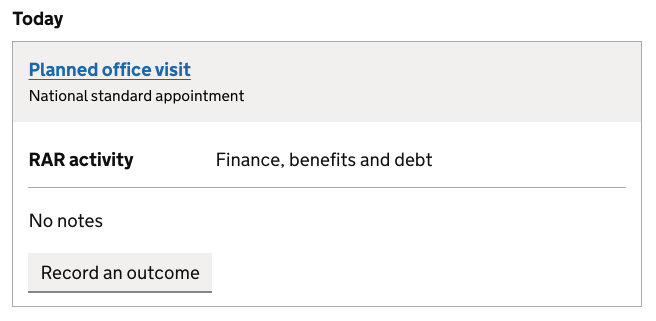 Today
Planned office visit
National standard appointment
RAR activity Finance, benefits and debt
No notes
Record an outcome